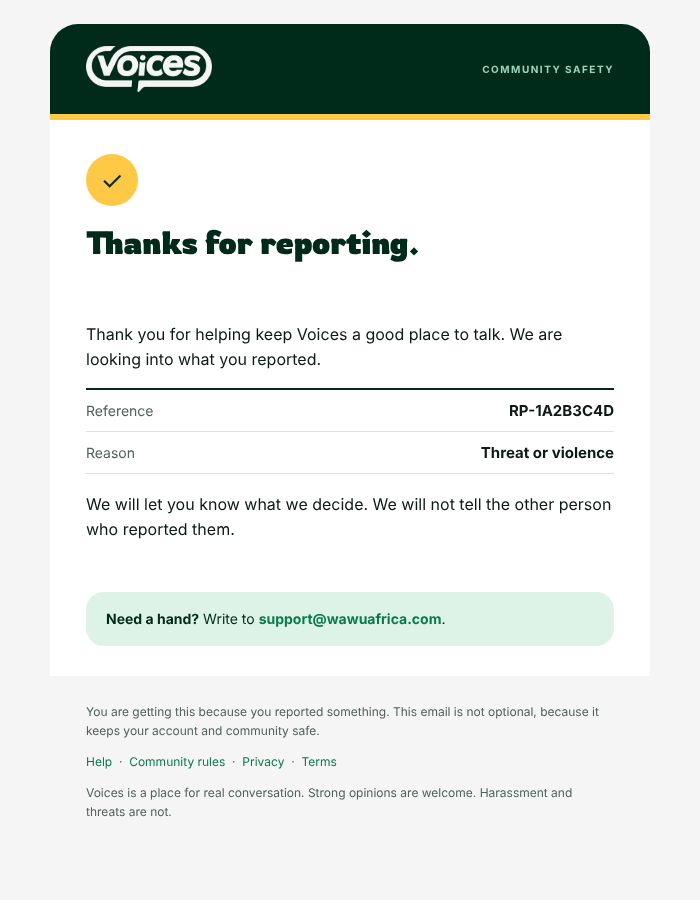 Voices
COMMUNITY SAFETY
Thanks for reporting.
Thank you for helping keep Voices a good place to talk. We are
looking into what you reported.
Reference RP-1A2B3C4D
Reason Threat or violence
We will let you know what we decide. We will not tell the other person
who reported them.
Need a hand? Write to support@wawuafrica.com.
You are getting this because you reported something. This email is not optional, because it
keeps your account and community safe.
Help · Community rules · Privacy · Terms
Voices is a place for real conversation. Strong opinions are welcome. Harassment and
threats are not.